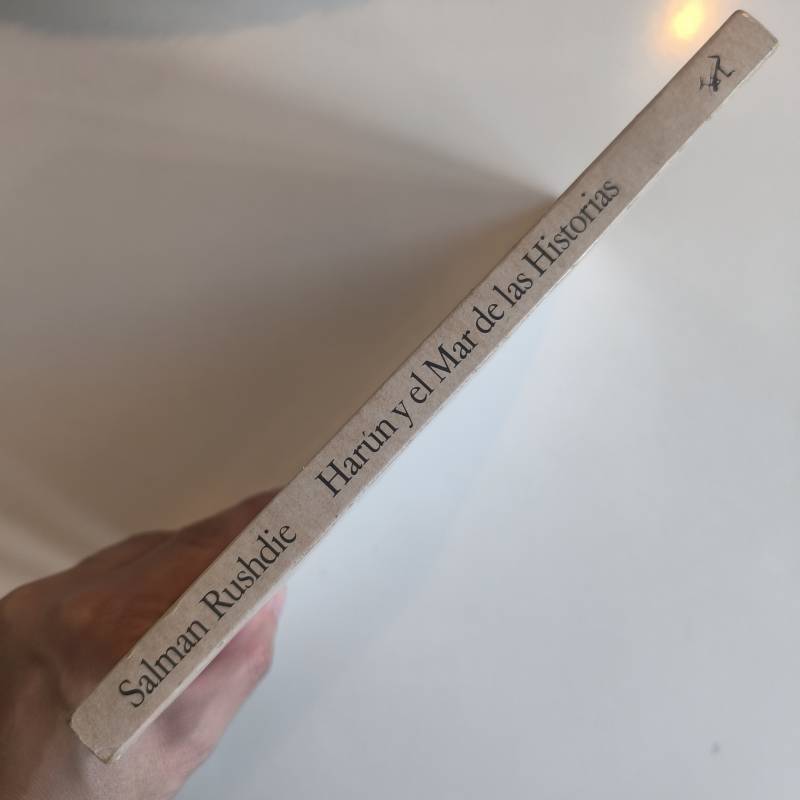 Salman Rushdie Harún y el Mar de las Historias